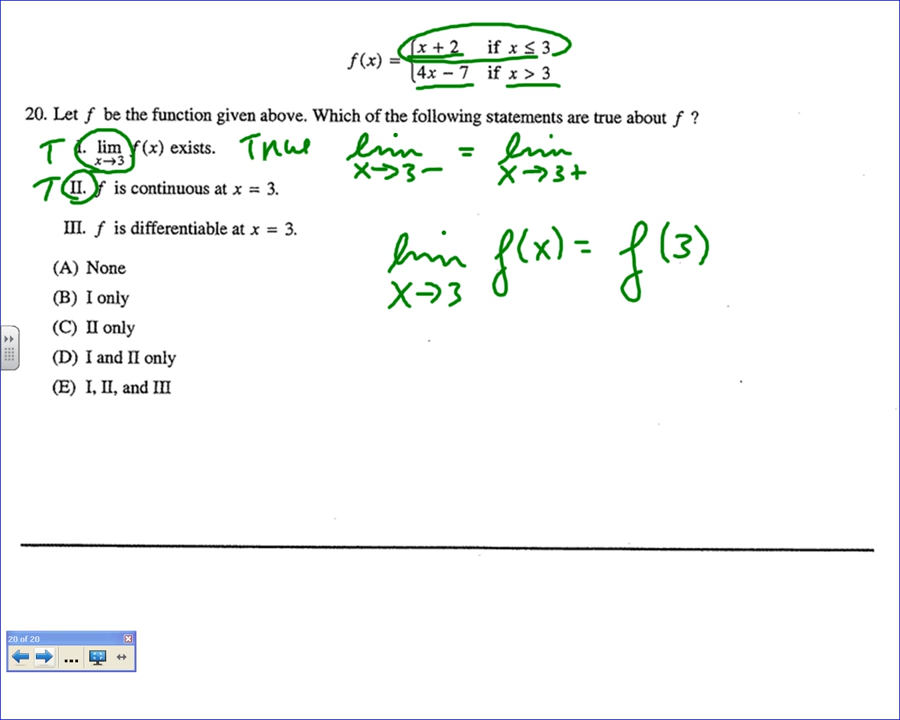 f(x) = { x + 2 if x ≤ 3
4x − 7 if x > 3
20. Let f be the function given above. Which of the following statements are true about f ?
T I. lim x→3 f(x) exists. True lim x→3− = lim x→3+
T II. f is continuous at x = 3.
III. f is differentiable at x = 3.
lim x→3 f(x) = f(3)
(A) None
(B) I only
(C) II only
(D) I and II only
(E) I, II, and III
20 of 20